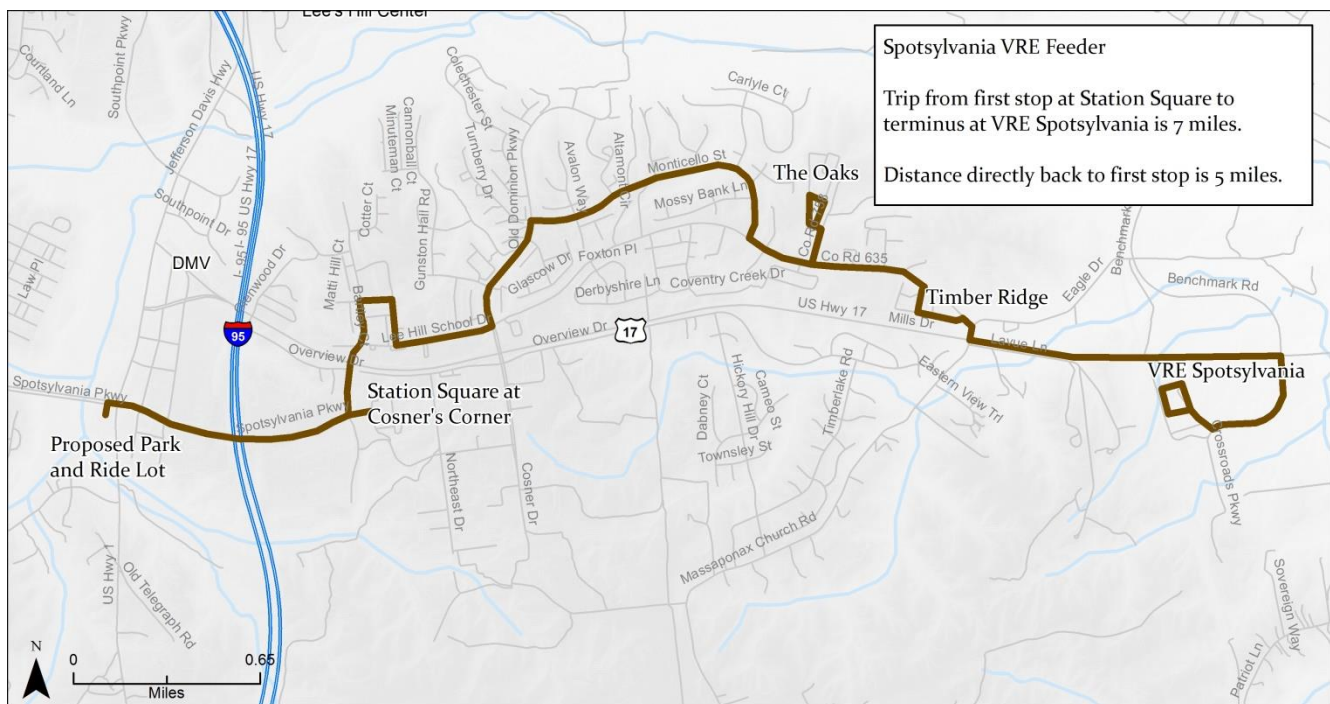 Lee's Hill Center
Spotsylvania VRE Feeder
Trip from first stop at Station Square to
terminus at VRE Spotsylvania is 7 miles.
Distance directly back to first stop is 5 miles.
Courtland Ln
Southpoint Pkwy
Jefferson Davis Hwy
US Hwy 17
I- 95 I- 95 US Hwy 17
Southpoint Dr
DMV
Law Pl
Matti Hill Ct
Cotter Ct
Minuteman Ct
Cannonball Ct
Gunston Hall Rd
Colechester St
Turnberry Dr
Old Dominion Pkwy
Avalon Way
Altamont Cir
Monticello St
Mossy Bank Ln
Carlyle Ct
The Oaks
Co Rd 635
Glascow Dr
Foxton Pl
Derbyshire Ln
Coventry Creek Dr
US Hwy 17
Mills Dr
Timber Ridge
Eagle Dr
Benchmark
Benchmark Rd
Lavue Ln
VRE Spotsylvania
Lee Hill School Dr
Overview Dr
Overview Dr
17
95
Spotsylvania Pkwy
Spotsylvania Pkwy
Station Square at
Cosner's Corner
Proposed Park
and Ride Lot
Northeast Dr
Cosner Dr
Dabney Ct
Hickory Hill Dr
Cameo St
Townsley St
Timberlake Rd
Eastern View Trl
Massaponax Church Rd
Crossroads Pkwy
US Hwy 1
Old Telegraph Rd
Sovereign Way
Patriot Ln
N
0 0.65
Miles